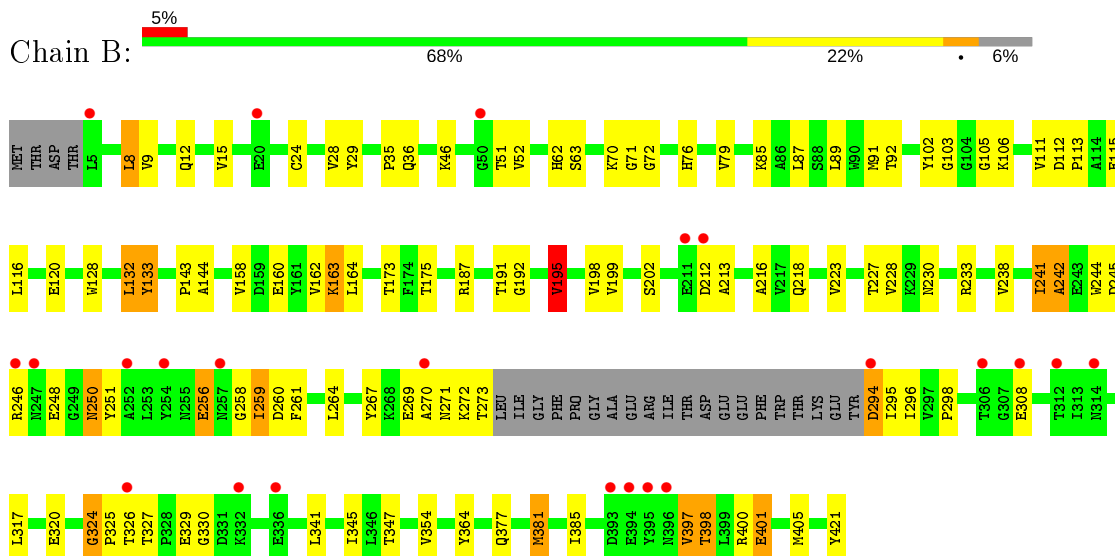 5%
Chain B:
68% 22% • 6%
MET THR ASP THR L5 L8 V9 Q12 V15 E20 C24 V28 Y29 P35 Q36 K46 G50 T51 V52 H62 S63 K70 G71 G72 H76 V79 K85 A86 L87 S88 L89 W90 M91 T92 Y102 G103 G104 G105 K106 V111 D112 P113 A114 E115
L116 E120 W128 L132 Y133 P143 A144 V158 D159 E160 Y161 V162 K163 L164 T173 F174 T175 R187 T191 G192 V195 V198 V199 S202 E211 D212 A213 A216 V217 Q218 V223 T227 V228 K229 N230 R233 V238 I241 A242 E243 W244 D245
R246 N247 E248 G249 N250 Y251 A252 L253 Y254 N255 E256 N257 G258 I259 D260 F261 L264 Y267 K268 E269 A270 N271 K272 T273 LEU ILE GLY PHE PRO GLY ALA GLU ARG ILE THR ASP GLU GLU PHE TRP THR LYS GLU TYR D294 I295 I296 V297 P298 T306 G307 E308 T312 I313 N314
L317 E320 G324 P325 T326 T327 P328 E329 G330 D331 K332 E336 L341 I345 L346 T347 V354 Y364 Q377 M381 I385 D393 E394 Y395 N396 V397 T398 L399 R400 E401 M405 Y421